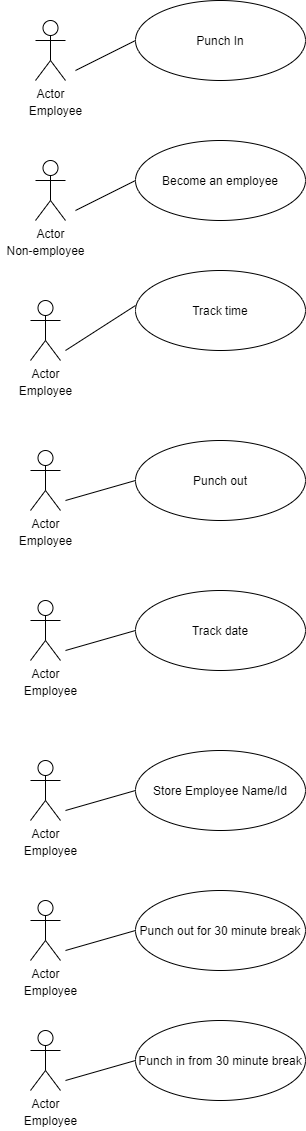 Punch In
Actor
Employee
Become an employee
Actor
Non-employee
Track time
Actor
Employee
Punch out
Actor
Employee
Track date
Actor
Employee
Store Employee Name/Id
Actor
Employee
Punch out for 30 minute break
Actor
Employee
Punch in from 30 minute break
Actor
Employee